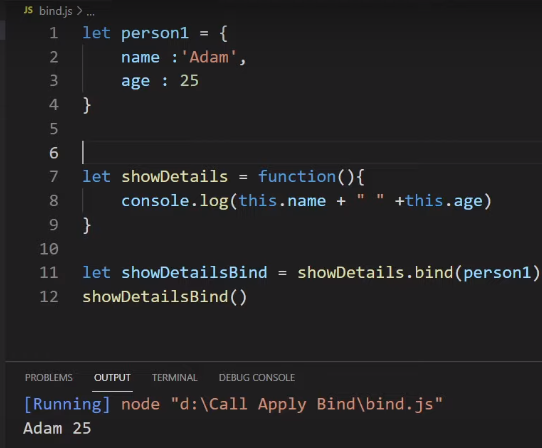 JS bind.js > ...
1 let person1 = {
2 name :'Adam',
3 age : 25
4 }
5
6
7 let showDetails = function(){
8 console.log(this.name + " " +this.age)
9 }
10
11 let showDetailsBind = showDetails.bind(person1)
12 showDetailsBind()
PROBLEMS OUTPUT TERMINAL DEBUG CONSOLE
[Running] node "d:\Call Apply Bind\bind.js"
Adam 25